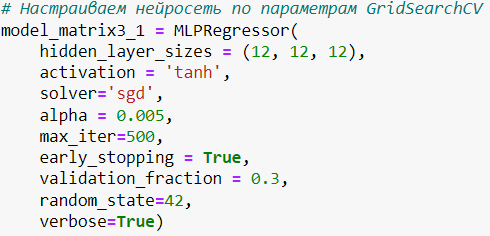 # Настраиваем нейросеть по параметрам GridSearchCV
model_matrix3_1 = MLPRegressor(
    hidden_layer_sizes = (12, 12, 12),
    activation = 'tanh',
    solver='sgd',
    alpha = 0.005,
    max_iter=500,
    early_stopping = True,
    validation_fraction = 0.3,
    random_state=42,
    verbose=True)